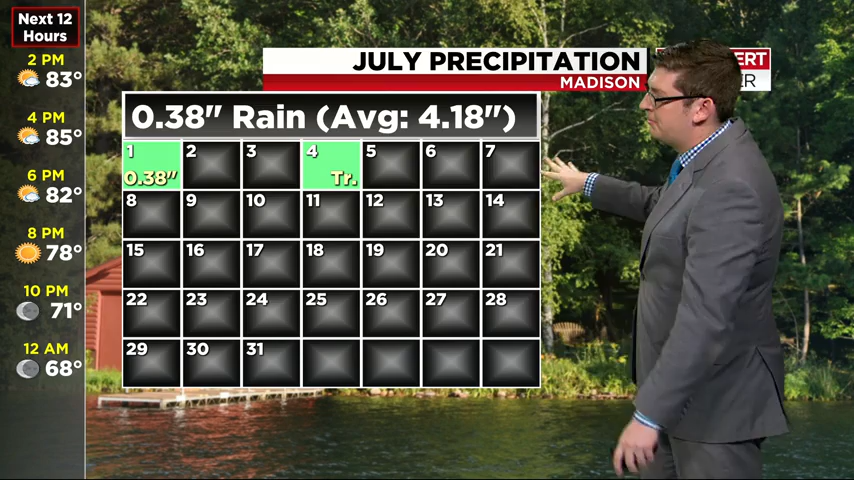 Next 12
Hours
2 PM
83°
4 PM
85°
6 PM
82°
8 PM
78°
10 PM
71°
12 AM
68°
JULY PRECIPITATION
MADISON
0.38" Rain (Avg: 4.18")
1 2 3 4 5 6 7
0.38" Tr.
8 9 10 11 12 13 14
15 16 17 18 19 20 21
22 23 24 25 26 27 28
29 30 31